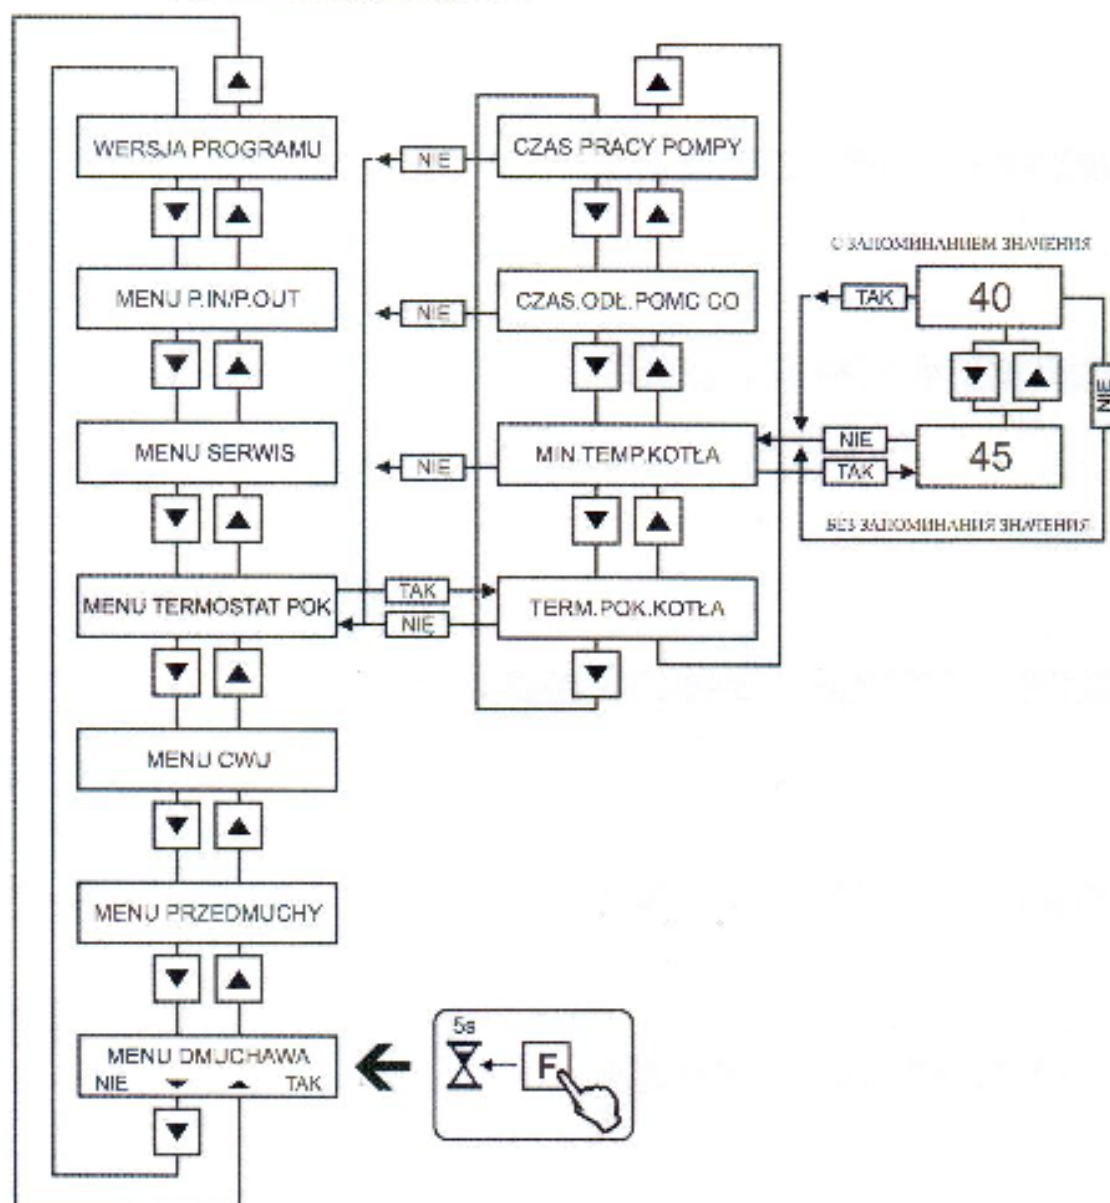 WERSJA PROGRAMU
MENU P.IN/P.OUT
MENU SERWIS
MENU TERMOSTAT POK
MENU CWU
MENU PRZEDMUCHY
MENU DMUCHAWA
NIE TAK
5s
F
CZAS PRACY POMPY
NIE
CZAS.ODŁ.POMC CO
NIE
MIN.TEMP.KOTŁA
NIE
TERM.POK.KOTŁA
TAK
NIE
С ЗАПОМИНАНИЕМ ЗНАЧЕНИЯ
TAK
40
NIE
NIE
45
TAK
БЕЗ ЗАПОМИНАНИЯ ЗНАЧЕНИЯ